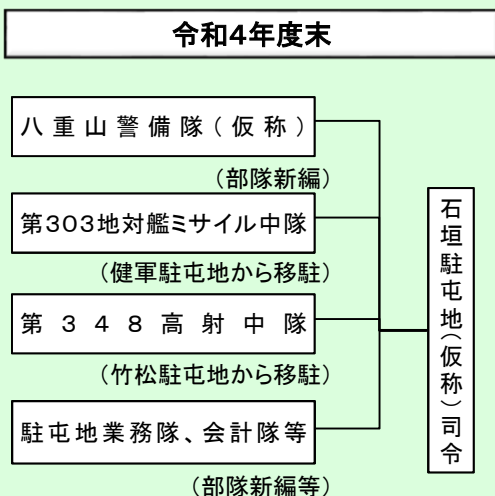 令和4年度末
八重山警備隊(仮称)
(部隊新編)
第303地対艦ミサイル中隊
(健軍駐屯地から移駐)
第348高射中隊
(竹松駐屯地から移駐)
駐屯地業務隊、会計隊等
(部隊新編等)
石垣駐屯地(仮称)司令